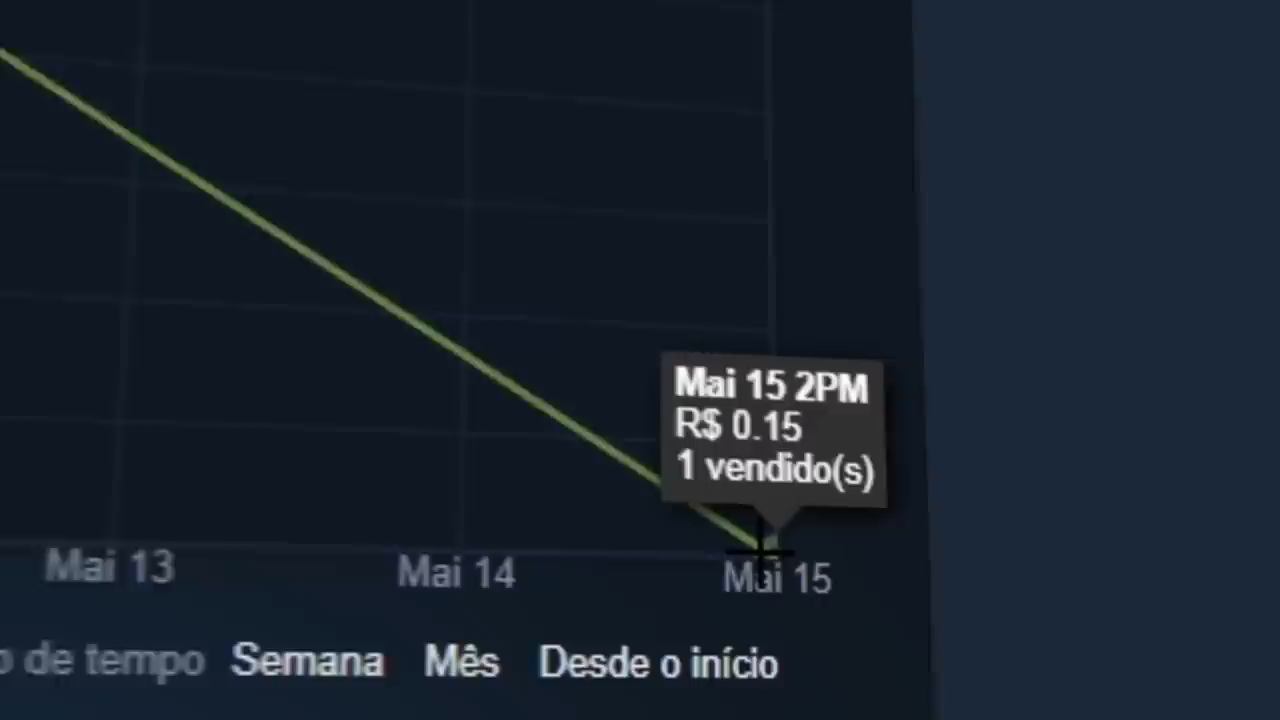 Mai 15 2PM
R$ 0.15
1 vendido(s)
Mai 13 Mai 14 Mai 15
de tempo Semana Mês Desde o início